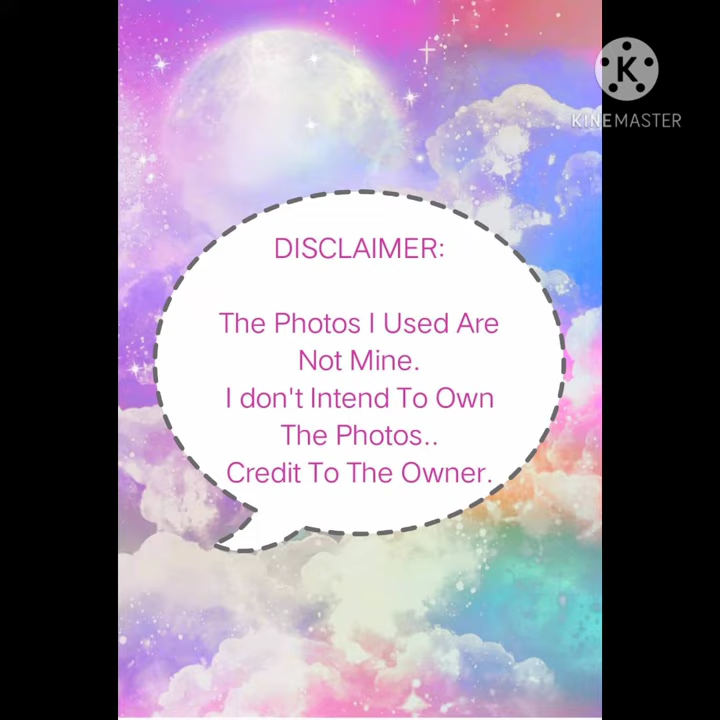 KINEMASTER
DISCLAIMER:
The Photos I Used Are
Not Mine.
I don't Intend To Own
The Photos..
Credit To The Owner.